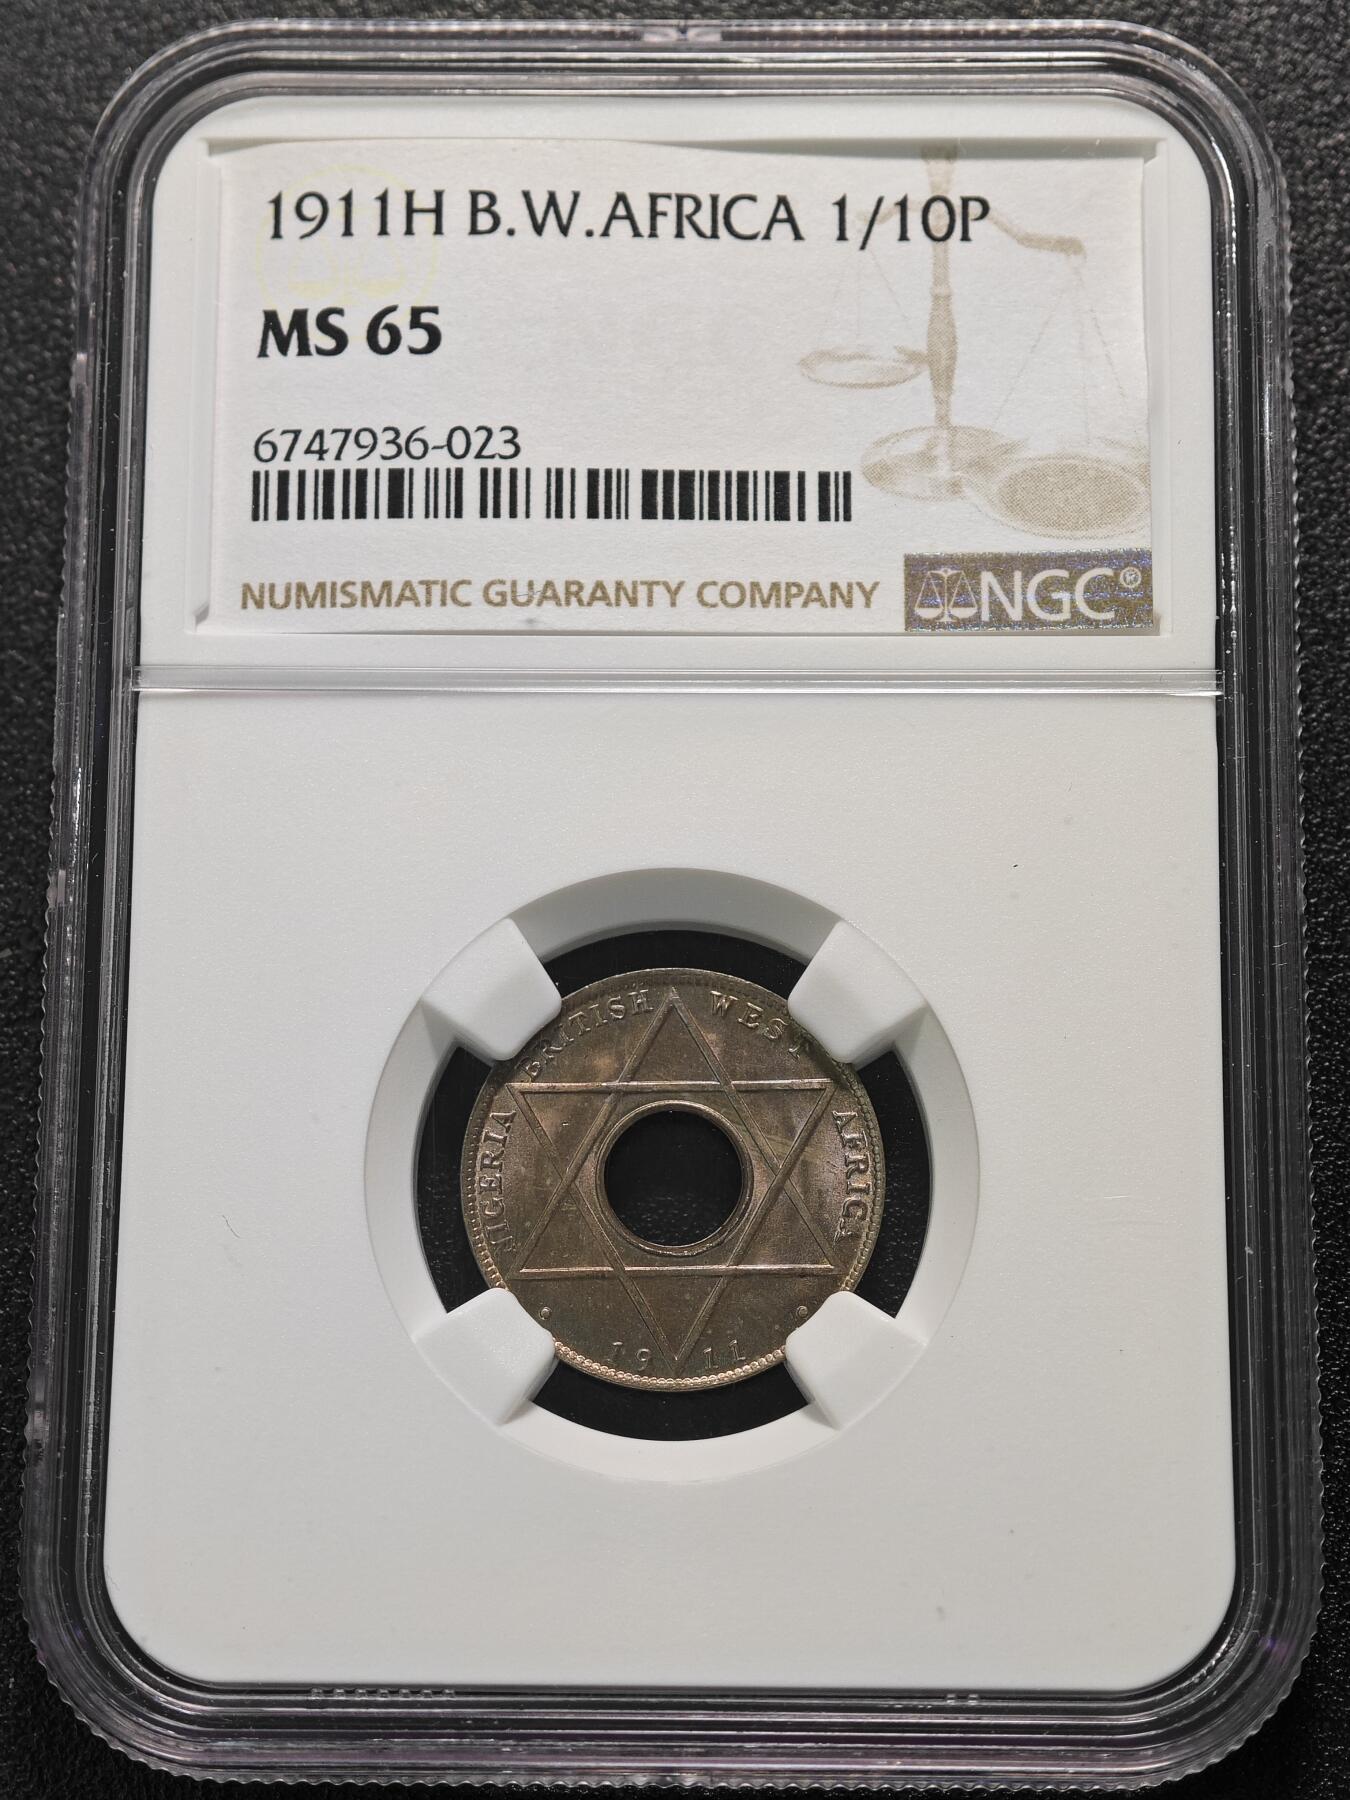 1911H B.W.AFRICA 1/10P
MS 65
6747936-023
NUMISMATIC GUARANTY COMPANY NGC®
NIGERIA BRITISH WEST AFRICA
1911